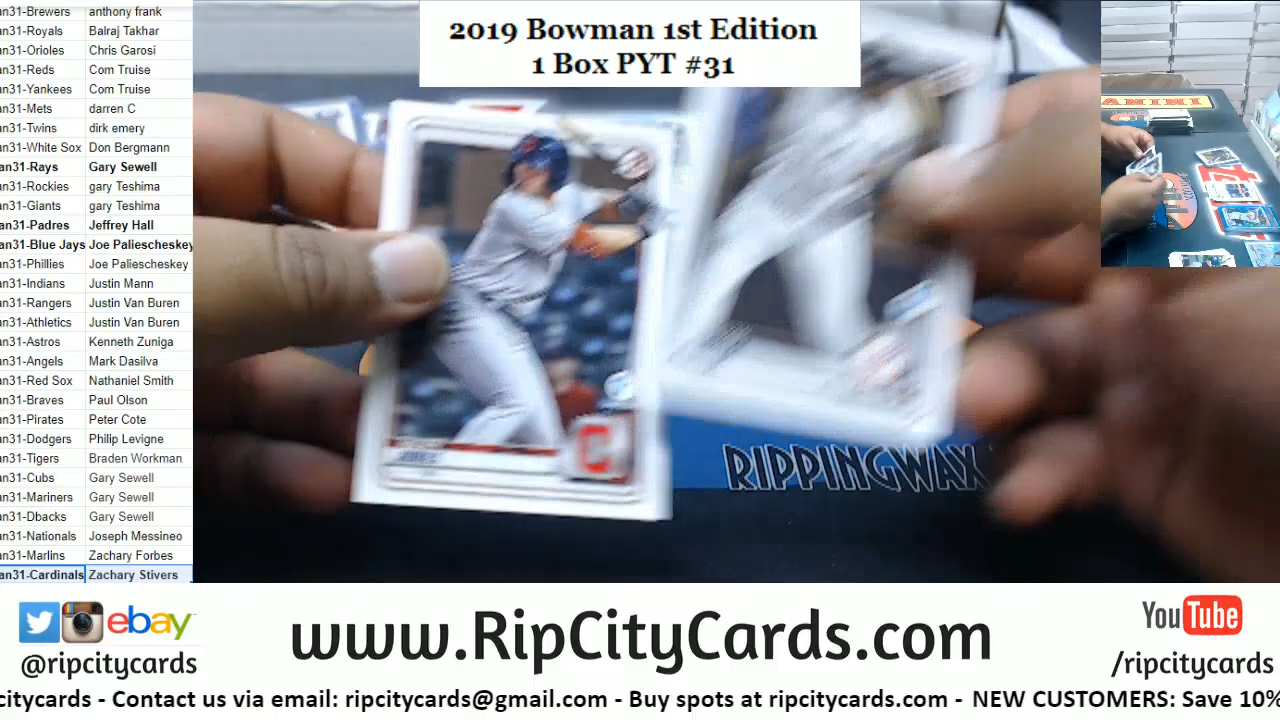 2019 Bowman 1st Edition
1 Box PYT #31
an31-Brewers anthony frank
an31-Royals Balraj Takhar
an31-Orioles Chris Garosi
an31-Reds Com Truise
an31-Yankees Com Truise
an31-Mets darren C
an31-Twins dirk emery
an31-White Sox Don Bergmann
an31-Rays Gary Sewell
an31-Rockies gary Teshima
an31-Giants gary Teshima
an31-Padres Jeffrey Hall
an31-Blue Jays Joe Paliescheskey
an31-Phillies Joe Paliescheskey
an31-Indians Justin Mann
an31-Rangers Justin Van Buren
an31-Athletics Justin Van Buren
an31-Astros Kenneth Zuniga
an31-Angels Mark Dasilva
an31-Red Sox Nathaniel Smith
an31-Braves Paul Olson
an31-Pirates Peter Cote
an31-Dodgers Philip Levigne
an31-Tigers Braden Workman
an31-Cubs Gary Sewell
an31-Mariners Gary Sewell
an31-Dbacks Gary Sewell
an31-Nationals Joseph Messineo
an31-Marlins Zachary Forbes
an31-Cardinals Zachary Stivers
PANINI
C
RIPPINGWAX
ebay
@ripcitycards
www.RipCityCards.com
YouTube
/ripcitycards
citycards - Contact us via email: ripcitycards@gmail.com - Buy spots at ripcitycards.com - NEW CUSTOMERS: Save 10%